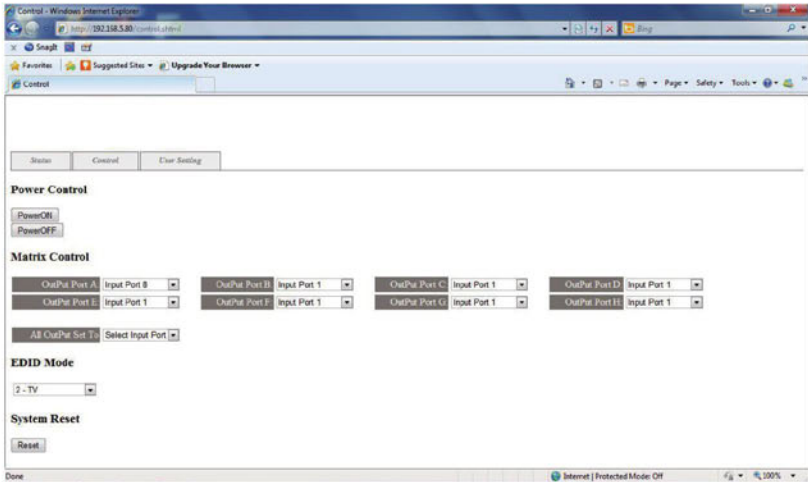 Control - Windows Internet Explorer
http://192.168.5.80/control.shtml
Bing
x Snagit
Favorites Suggested Sites Upgrade Your Browser
Control
Page Safety Tools
Status Control User Setting
Power Control
PowerON
PowerOFF
Matrix Control
OutPut Port A Input Port 8 OutPut Port B Input Port 1 OutPut Port C Input Port 1 OutPut Port D Input Port 1
OutPut Port E Input Port 1 OutPut Port F Input Port 1 OutPut Port G Input Port 1 OutPut Port H Input Port 1
All OutPut Set To Select Input Port
EDID Mode
2 - TV
System Reset
Reset
Done Internet | Protected Mode: Off 100%